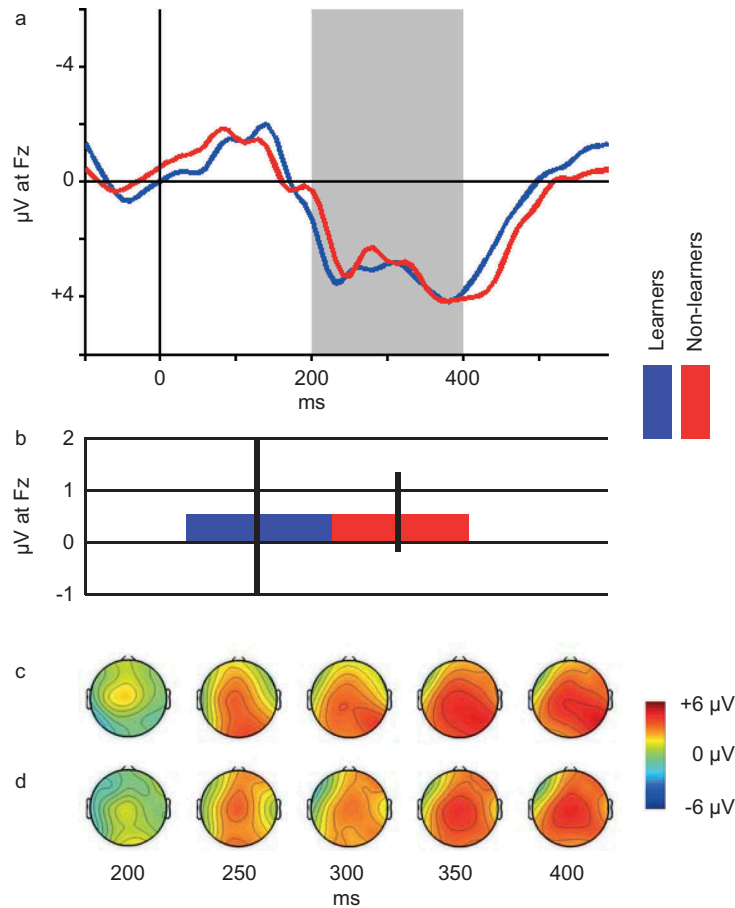 a
-4
0
+4
µV at Fz
0
200
400
ms
Learners
Non-learners
b
2
1
0
-1
µV at Fz
c
+6 µV
0 µV
-6 µV
d
200
250
300
350
400
ms